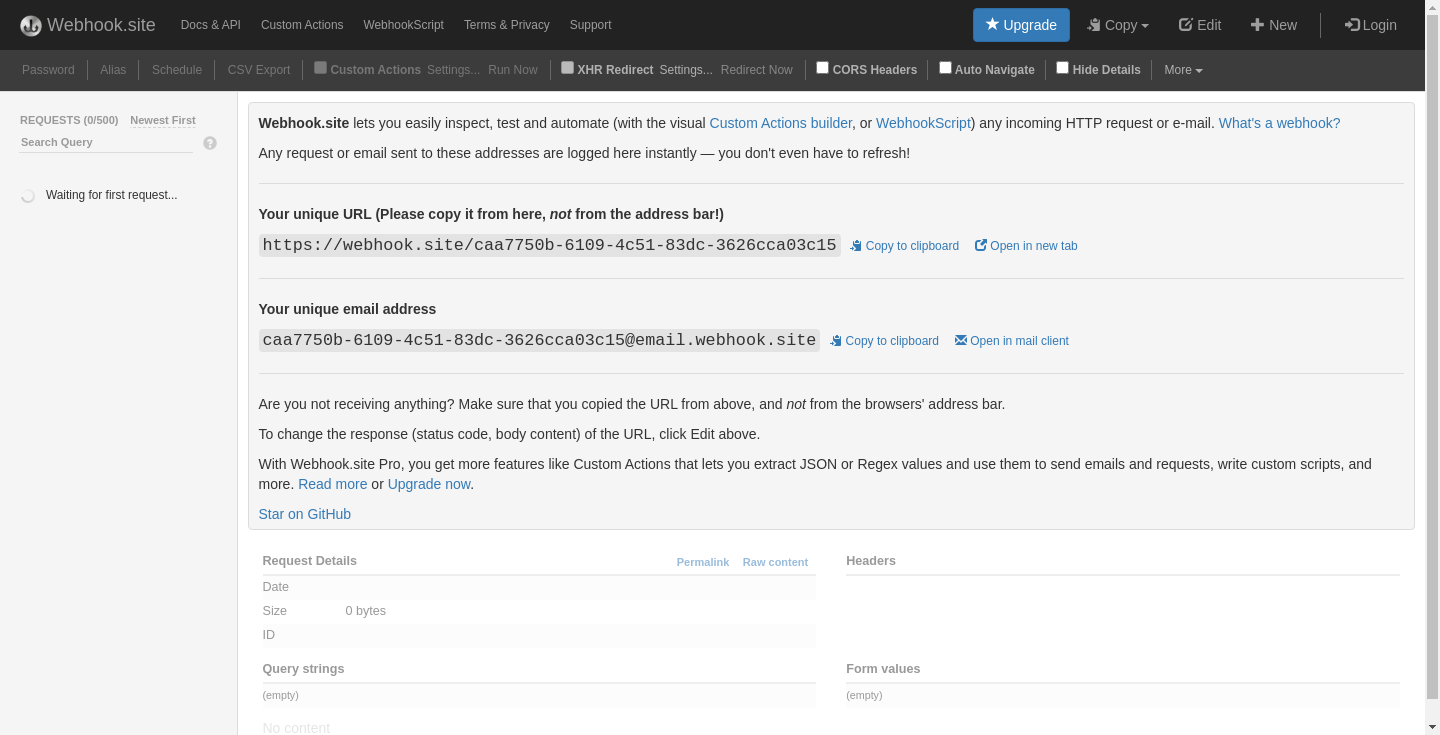 Webhook.site Docs & API Custom Actions WebhookScript Terms & Privacy Support Upgrade Copy Edit New Login
Password Alias Schedule CSV Export Custom Actions Settings... Run Now XHR Redirect Settings... Redirect Now CORS Headers Auto Navigate Hide Details More
REQUESTS (0/500) Newest First
Search Query
Waiting for first request...
Webhook.site lets you easily inspect, test and automate (with the visual Custom Actions builder, or WebhookScript) any incoming HTTP request or e-mail. What's a webhook?
Any request or email sent to these addresses are logged here instantly — you don't even have to refresh!
Your unique URL (Please copy it from here, not from the address bar!)
https://webhook.site/caa7750b-6109-4c51-83dc-3626cca03c15 Copy to clipboard Open in new tab
Your unique email address
caa7750b-6109-4c51-83dc-3626cca03c15@email.webhook.site Copy to clipboard Open in mail client
Are you not receiving anything? Make sure that you copied the URL from above, and not from the browsers' address bar.
To change the response (status code, body content) of the URL, click Edit above.
With Webhook.site Pro, you get more features like Custom Actions that lets you extract JSON or Regex values and use them to send emails and requests, write custom scripts, and
more. Read more or Upgrade now.
Star on GitHub
Request Details Permalink Raw content Headers
Date
Size 0 bytes
ID
Query strings Form values
(empty) (empty)
No content